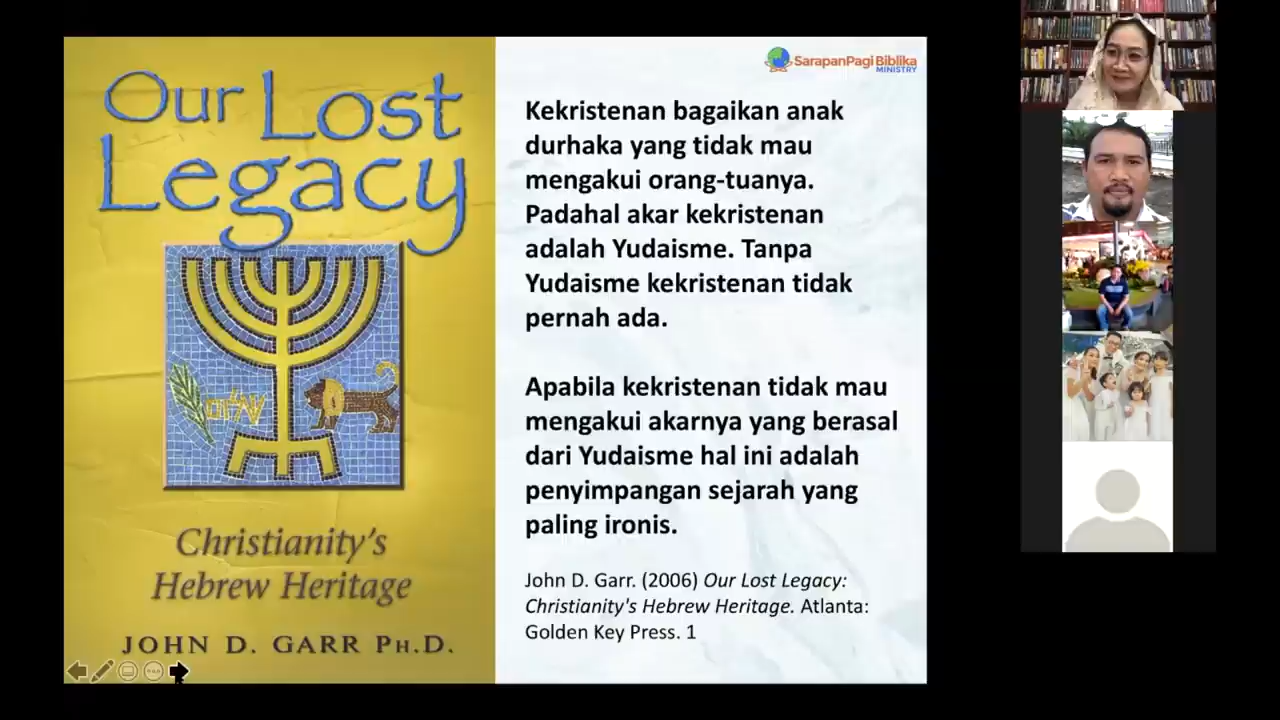 Our Lost
Legacy
Christianity's
Hebrew Heritage
JOHN D. GARR PH.D.
SarapanPagi Biblika
MINISTRY
Kekristenan bagaikan anak
durhaka yang tidak mau
mengakui orang-tuanya.
Padahal akar kekristenan
adalah Yudaisme. Tanpa
Yudaisme kekristenan tidak
pernah ada.
Apabila kekristenan tidak mau
mengakui akarnya yang berasal
dari Yudaisme hal ini adalah
penyimpangan sejarah yang
paling ironis.
John D. Garr. (2006) Our Lost Legacy:
Christianity's Hebrew Heritage. Atlanta:
Golden Key Press. 1